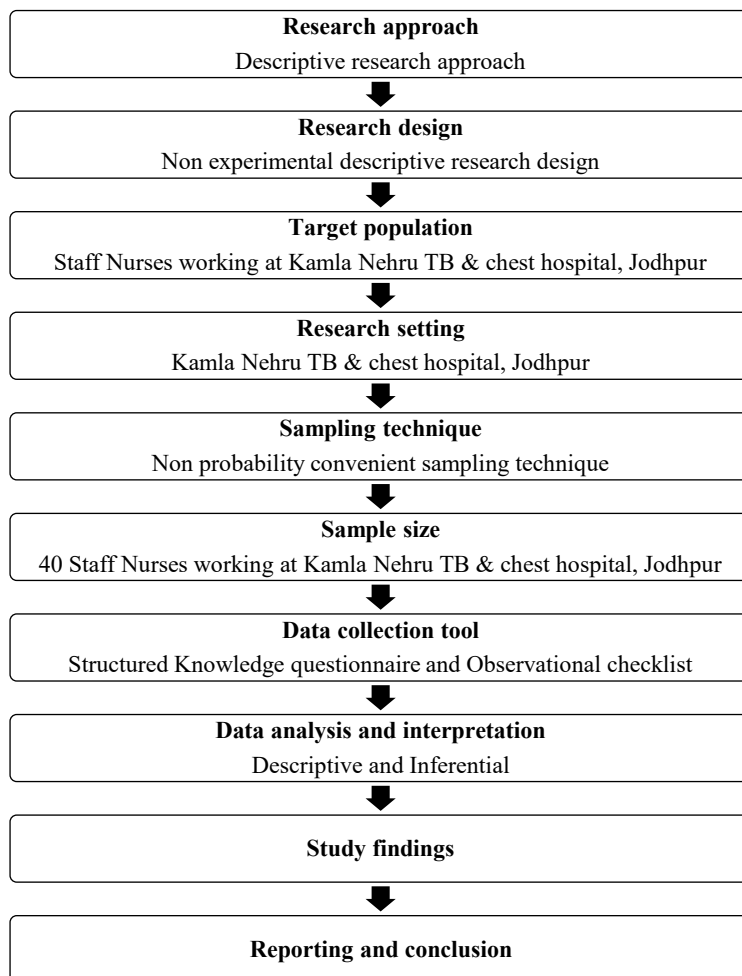 Research approach
Descriptive research approach
Research design
Non experimental descriptive research design
Target population
Staff Nurses working at Kamla Nehru TB & chest hospital, Jodhpur
Research setting
Kamla Nehru TB & chest hospital, Jodhpur
Sampling technique
Non probability convenient sampling technique
Sample size
40 Staff Nurses working at Kamla Nehru TB & chest hospital, Jodhpur
Data collection tool
Structured Knowledge questionnaire and Observational checklist
Data analysis and interpretation
Descriptive and Inferential
Study findings
Reporting and conclusion